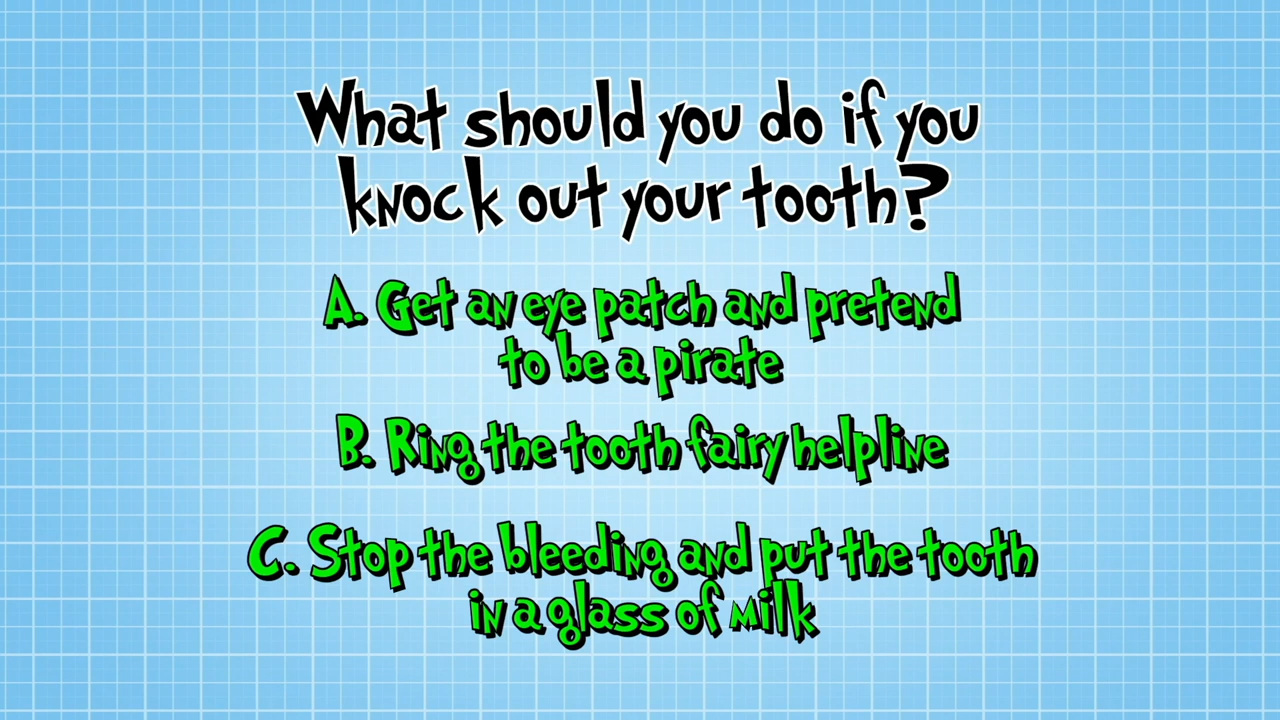 What should you do if you
knock out your tooth?
A. Get an eye patch and pretend
to be a pirate
B. Ring the tooth fairy helpline
C. Stop the bleeding and put the tooth
in a glass of milk